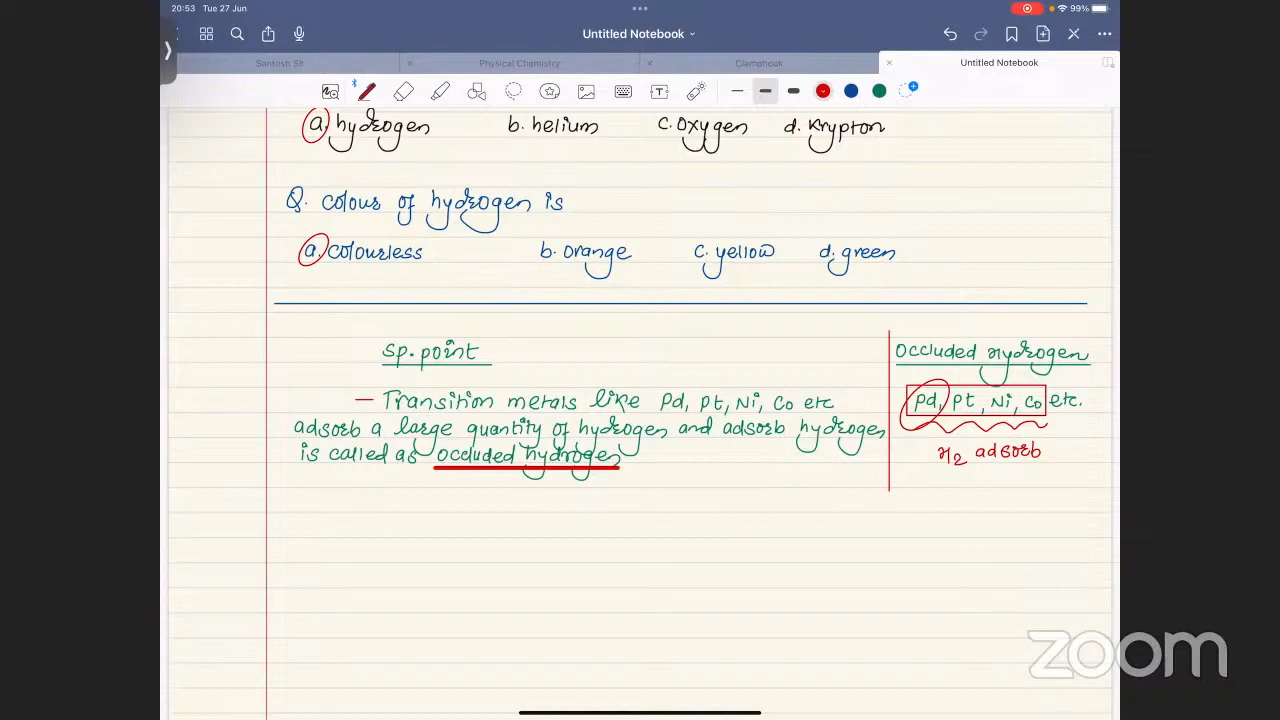 20:53 Tue 27 Jun
99%
Untitled Notebook
Santosh Sir
Physical Chemistry
Clamphook
Untitled Notebook
a. hydrogen b. helium c. Oxygen d. Krypton
Q. colour of hydrogen is
a. colourless b. orange c. yellow d. green
Sp. point
— Transition metals like Pd, Pt, Ni, Co etc
adsorb a large quantity of hydrogen and adsorb hydrogen
is called as occluded hydrogen
Occluded Hydrogen
Pd, Pt, Ni, Co etc.
H2 adsorb
zoom